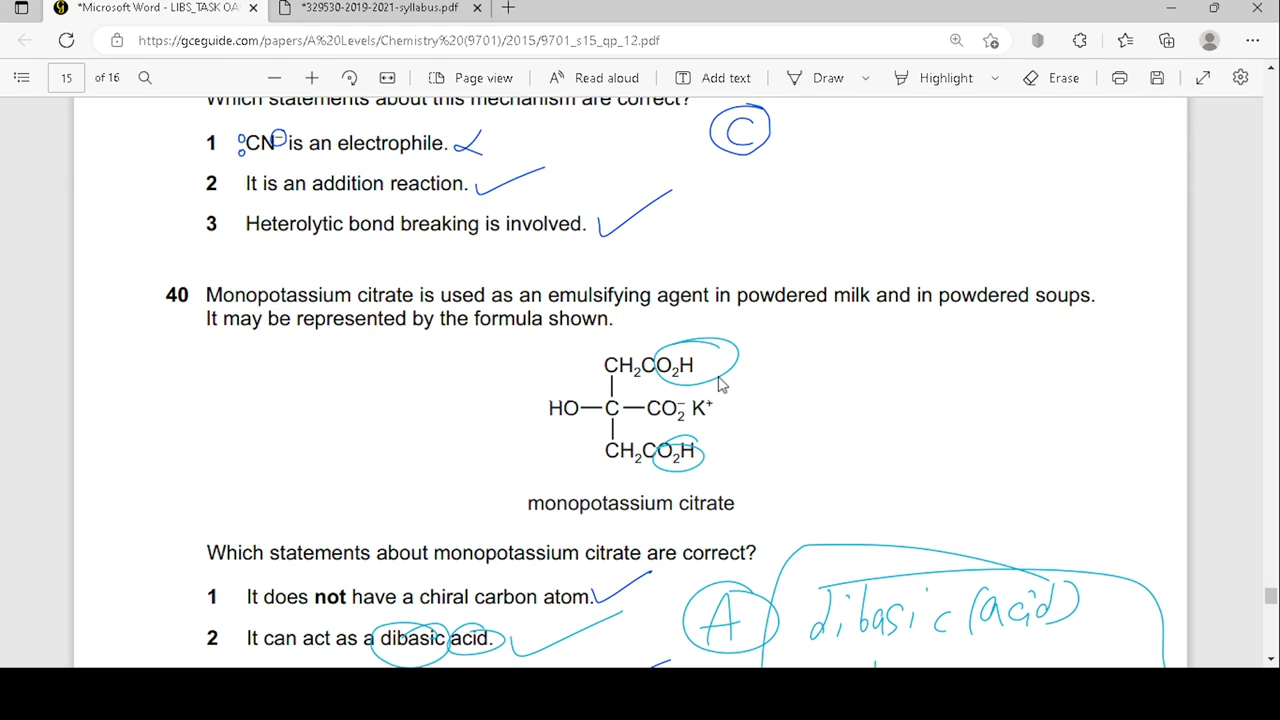 *Microsoft Word - LIBS_TASK OA
*329530-2019-2021-syllabus.pdf
https://gceguide.com/papers/A%20Levels/Chemistry%20(9701)/2015/9701_s15_qp_12.pdf
15 of 16 Page view Read aloud Add text Draw Highlight Erase
Which statements about this mechanism are correct?
1 :CN⁻ is an electrophile.
C
2 It is an addition reaction.
3 Heterolytic bond breaking is involved.
40 Monopotassium citrate is used as an emulsifying agent in powdered milk and in powdered soups.
It may be represented by the formula shown.
CH₂CO₂H
HO—C—CO₂⁻ K⁺
CH₂CO₂H
monopotassium citrate
Which statements about monopotassium citrate are correct?
1 It does not have a chiral carbon atom.
A dibasic (acid)
2 It can act as a dibasic acid.